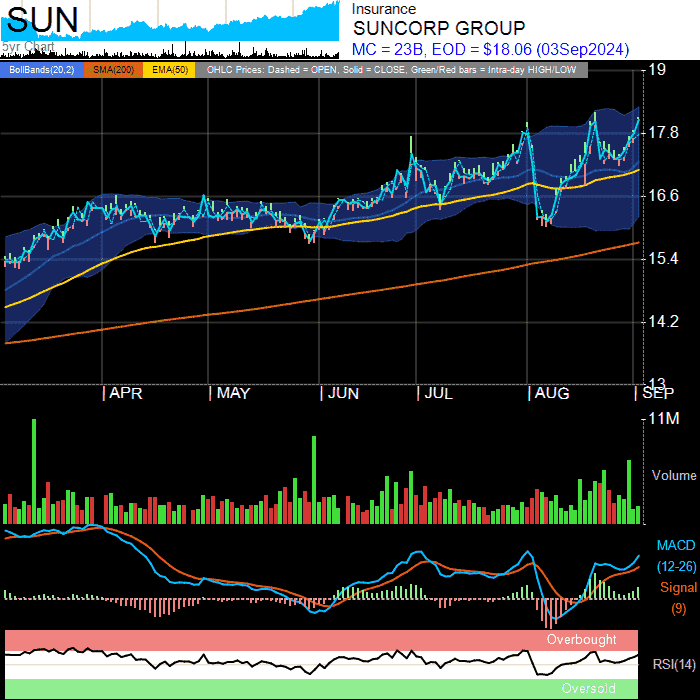 SUN
5yr Chart
Insurance
SUNCORP GROUP
MC = 23B, EOD = $18.06 (03Sep2024)
BollBands(20,2) SMA(200) EMA(50) OHLC Prices: Dashed = OPEN, Solid = CLOSE, Green/Red bars = Intra-day HIGH/LOW
19
17.8
16.6
15.4
14.2
13
APR MAY JUN JUL AUG SEP
11M
Volume
MACD
(12-26)
Signal
(9)
Overbought
RSI(14)
Oversold